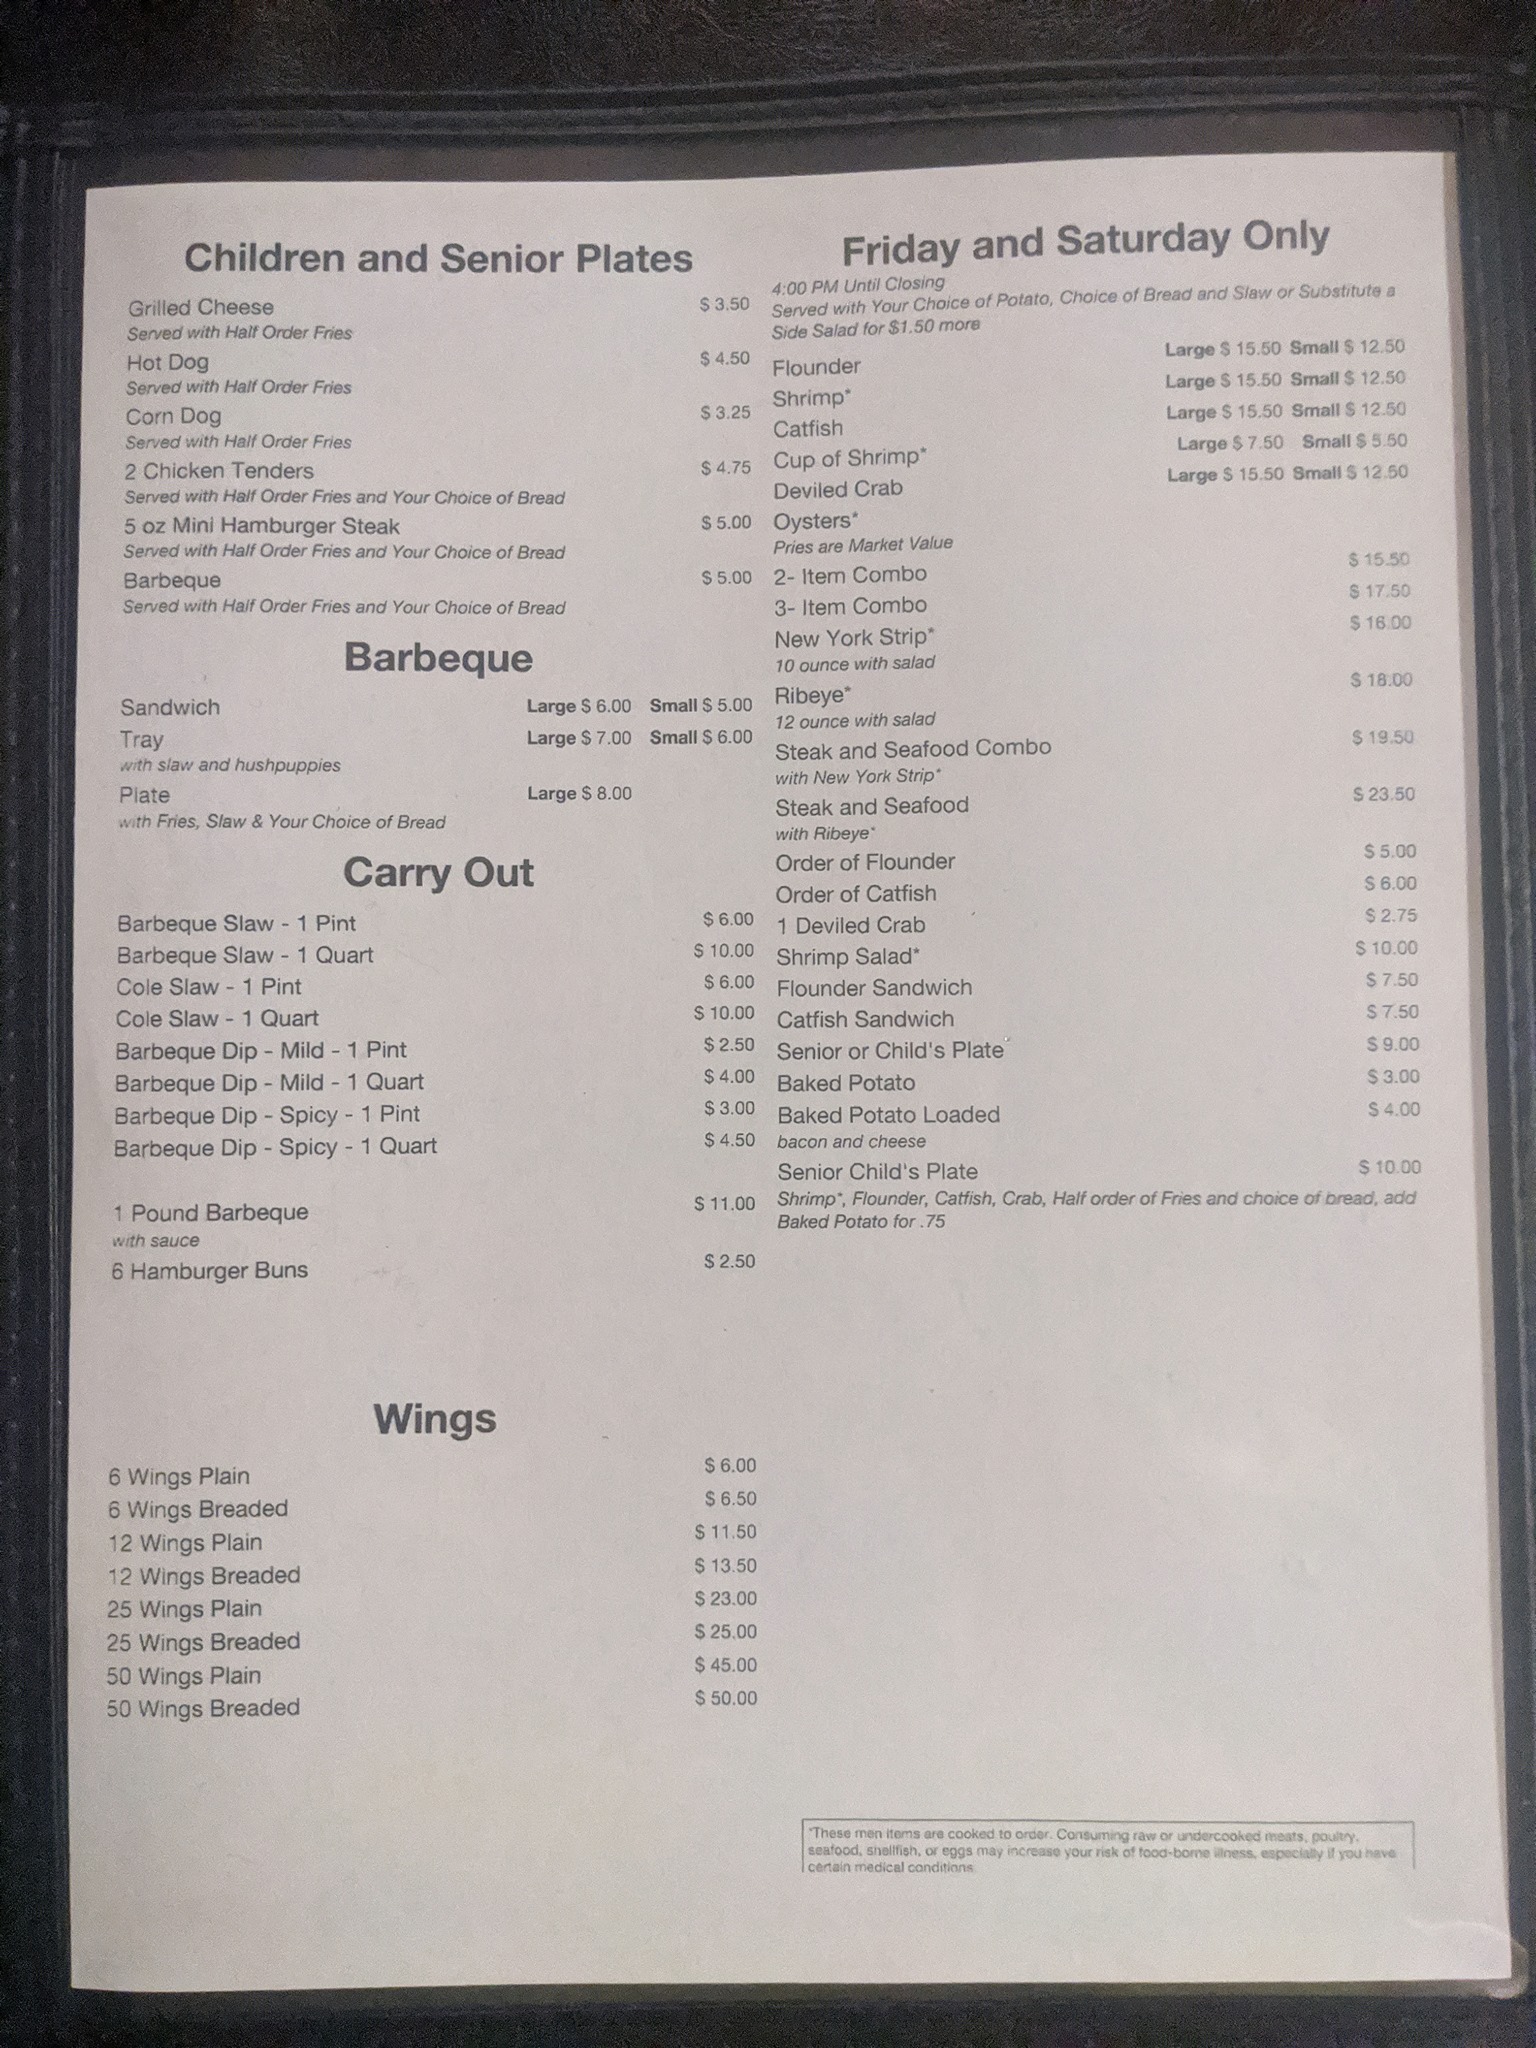 Children and Senior Plates
Grilled Cheese $ 3.50
Served with Half Order Fries
Hot Dog $ 4.50
Served with Half Order Fries
Corn Dog $ 3.25
Served with Half Order Fries
2 Chicken Tenders $ 4.75
Served with Half Order Fries and Your Choice of Bread
5 oz Mini Hamburger Steak $ 5.00
Served with Half Order Fries and Your Choice of Bread
Barbeque $ 5.00
Served with Half Order Fries and Your Choice of Bread
Barbeque
Sandwich Large $ 6.00 Small $ 5.00
Tray Large $ 7.00 Small $ 6.00
with slaw and hushpuppies
Plate Large $ 8.00
with Fries, Slaw & Your Choice of Bread
Carry Out
Barbeque Slaw - 1 Pint $ 6.00
Barbeque Slaw - 1 Quart $ 10.00
Cole Slaw - 1 Pint $ 6.00
Cole Slaw - 1 Quart $ 10.00
Barbeque Dip - Mild - 1 Pint $ 2.50
Barbeque Dip - Mild - 1 Quart $ 4.00
Barbeque Dip - Spicy - 1 Pint $ 3.00
Barbeque Dip - Spicy - 1 Quart $ 4.50
1 Pound Barbeque $ 11.00
with sauce
6 Hamburger Buns $ 2.50
Wings
6 Wings Plain $ 6.00
6 Wings Breaded $ 6.50
12 Wings Plain $ 11.50
12 Wings Breaded $ 13.50
25 Wings Plain $ 23.00
25 Wings Breaded $ 25.00
50 Wings Plain $ 45.00
50 Wings Breaded $ 50.00
Friday and Saturday Only
4:00 PM Until Closing
Served with Your Choice of Potato, Choice of Bread and Slaw or Substitute a
Side Salad for $1.50 more
Flounder Large $ 15.50 Small $ 12.50
Shrimp* Large $ 15.50 Small $ 12.50
Catfish Large $ 15.50 Small $ 12.50
Cup of Shrimp* Large $ 7.50 Small $ 5.50
Deviled Crab Large $ 15.50 Small $ 12.50
Oysters*
Pries are Market Value
2- Item Combo $ 15.50
3- Item Combo $ 17.50
New York Strip* $ 16.00
10 ounce with salad
Ribeye* $ 18.00
12 ounce with salad
Steak and Seafood Combo $ 19.50
with New York Strip*
Steak and Seafood $ 23.50
with Ribeye*
Order of Flounder $ 5.00
Order of Catfish $ 6.00
1 Deviled Crab $ 2.75
Shrimp Salad* $ 10.00
Flounder Sandwich $ 7.50
Catfish Sandwich $ 7.50
Senior or Child's Plate* $ 9.00
Baked Potato $ 3.00
Baked Potato Loaded $ 4.00
bacon and cheese
Senior Child's Plate $ 10.00
Shrimp*, Flounder, Catfish, Crab, Half order of Fries and choice of bread, add
Baked Potato for .75
*These men items are cooked to order. Consuming raw or undercooked meats, poultry,
seafood, shellfish, or eggs may increase your risk of food-borne illness, especially if you have
certain medical conditions